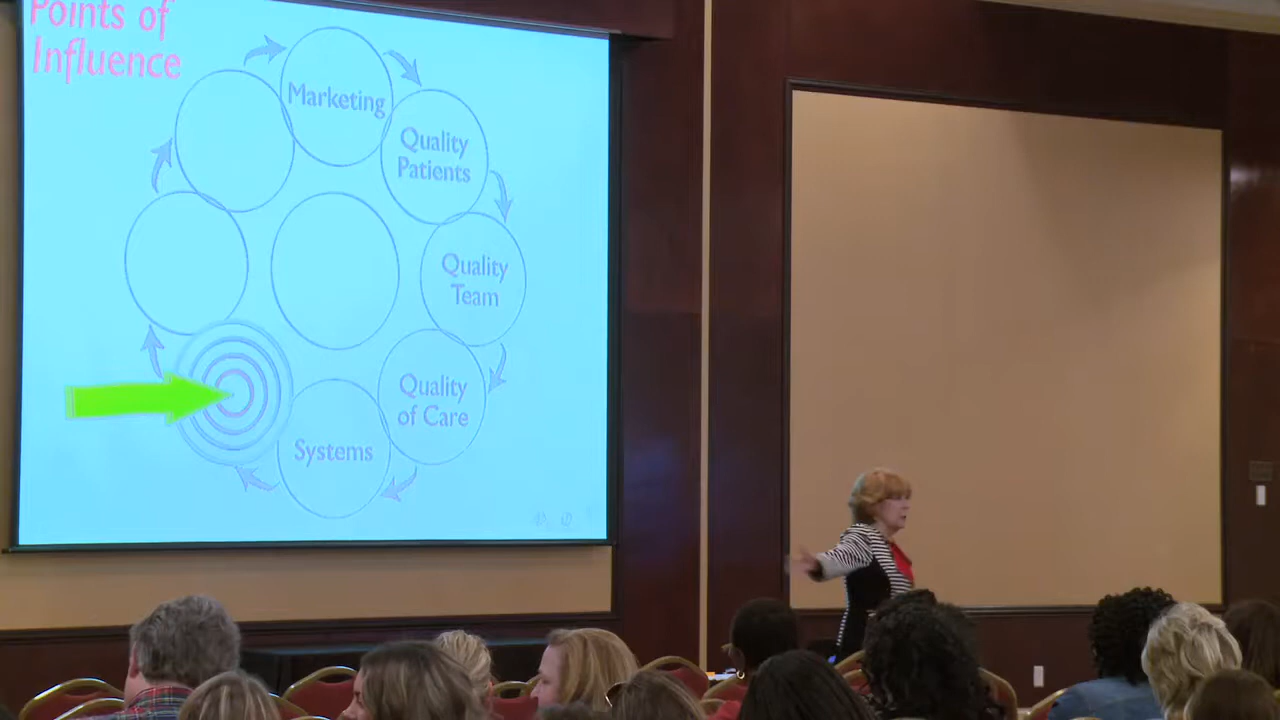 Points of
Influence
Marketing
Quality
Patients
Quality
Team
Quality
of Care
Systems